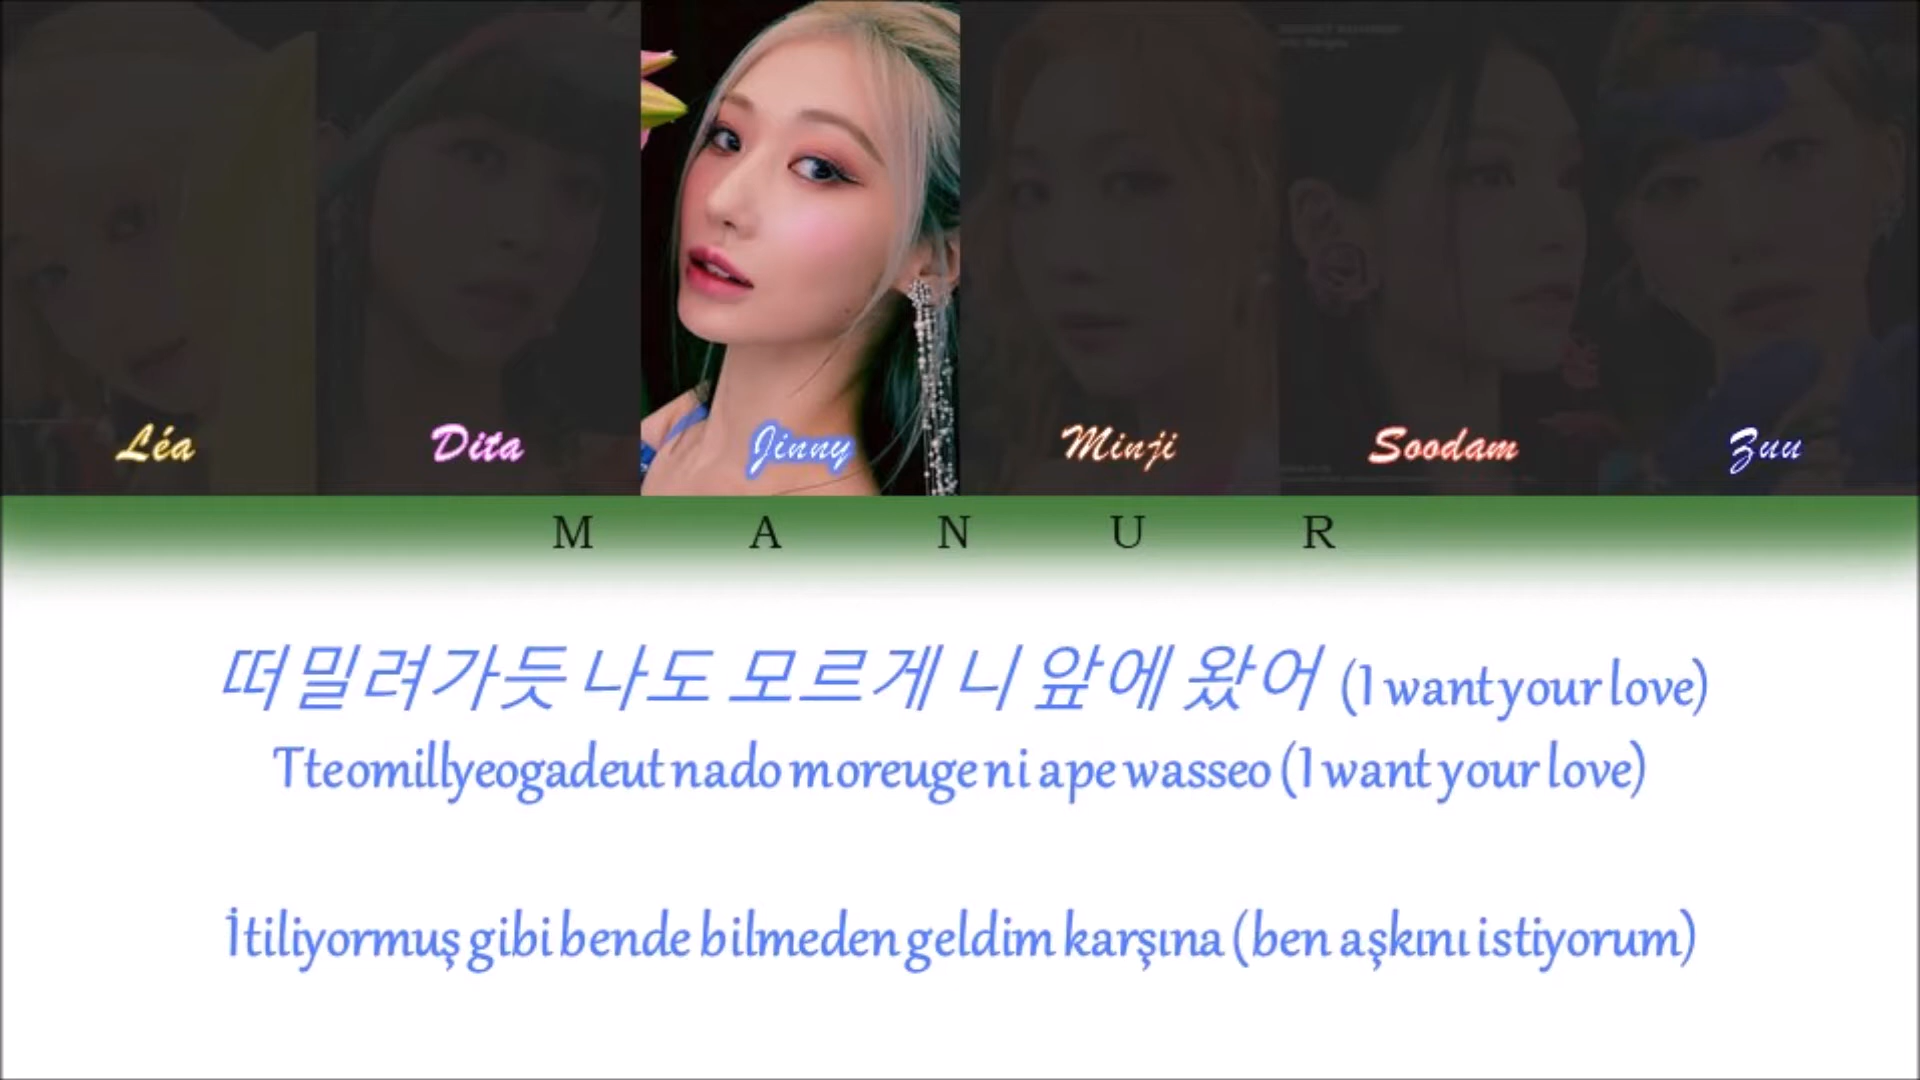 Léa Dita Jinny Minji Soodam Zuu
M A N U R
떠밀려가듯 나도 모르게 니 앞에 왔어 (I want your love)
Tteomillyeogadeut nado moreuge ni ape wasseo (I want your love)
İtiliyormuş gibi bende bilmeden geldim karşına (ben aşkını istiyorum)